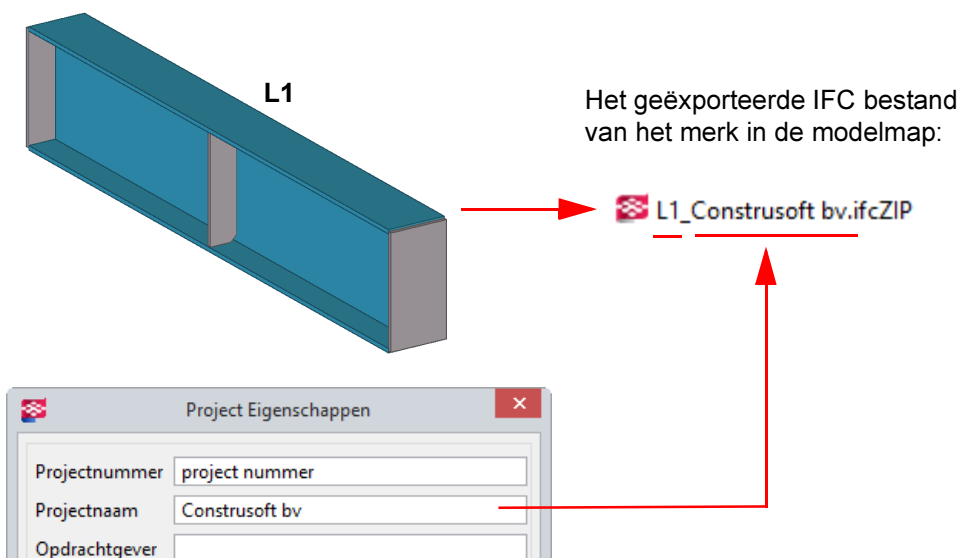 L1
Het geëxporteerde IFC bestand
van het merk in de modelmap:
L1_Construsoft bv.ifcZIP
Project Eigenschappen
Projectnummer project nummer
Projectnaam Construsoft bv
Opdrachtgever